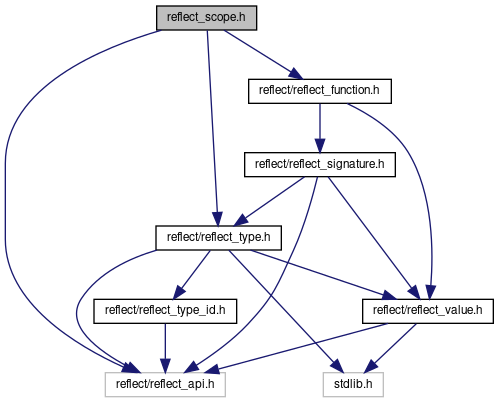 reflect_scope.h
reflect/reflect_function.h
reflect/reflect_signature.h
reflect/reflect_type.h
reflect/reflect_type_id.h
reflect/reflect_value.h
reflect/reflect_api.h
stdlib.h